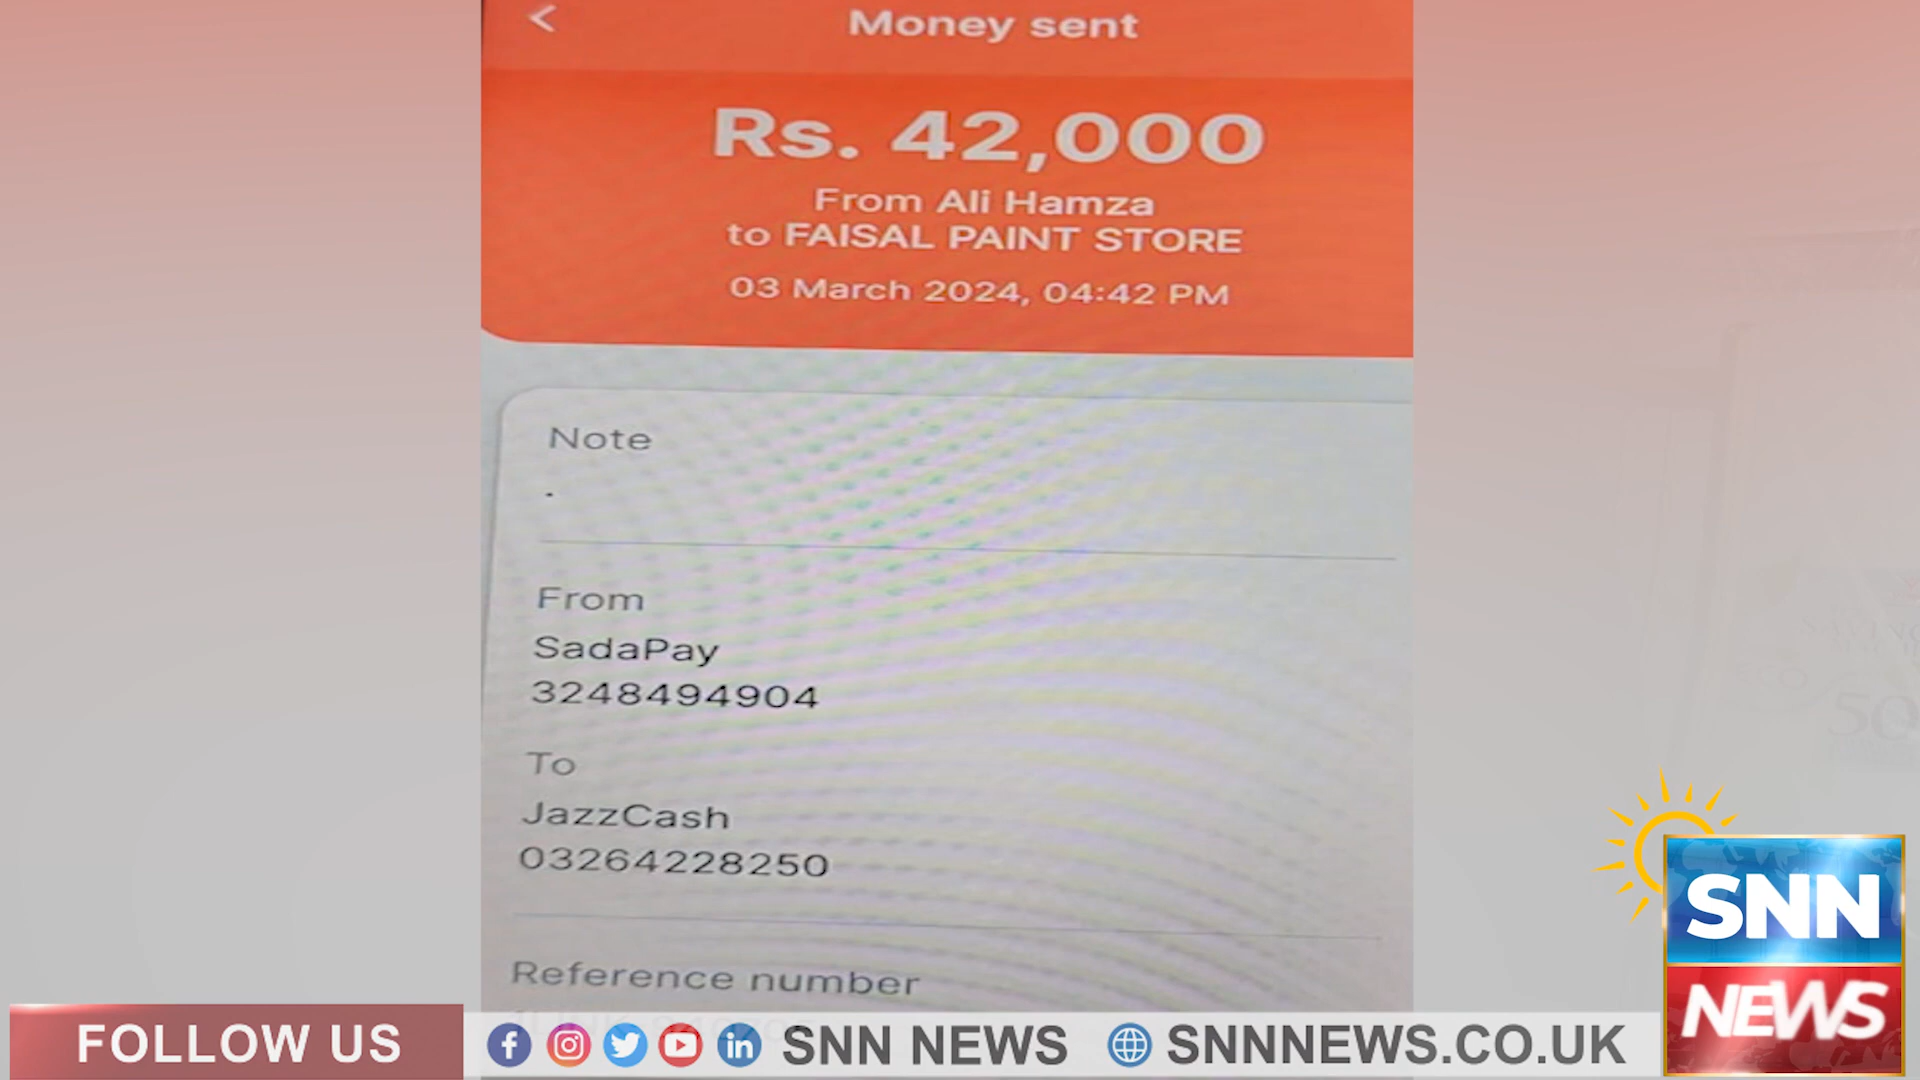 Money sent
Rs. 42,000
From Ali Hamza
to FAISAL PAINT STORE
03 March 2024, 04:42 PM
Note
.
From
SadaPay
3248494904
To
JazzCash
03264228250
Reference number
FOLLOW US
SNN NEWS
SNNNEWS.CO.UK
SNN
NEWS
50